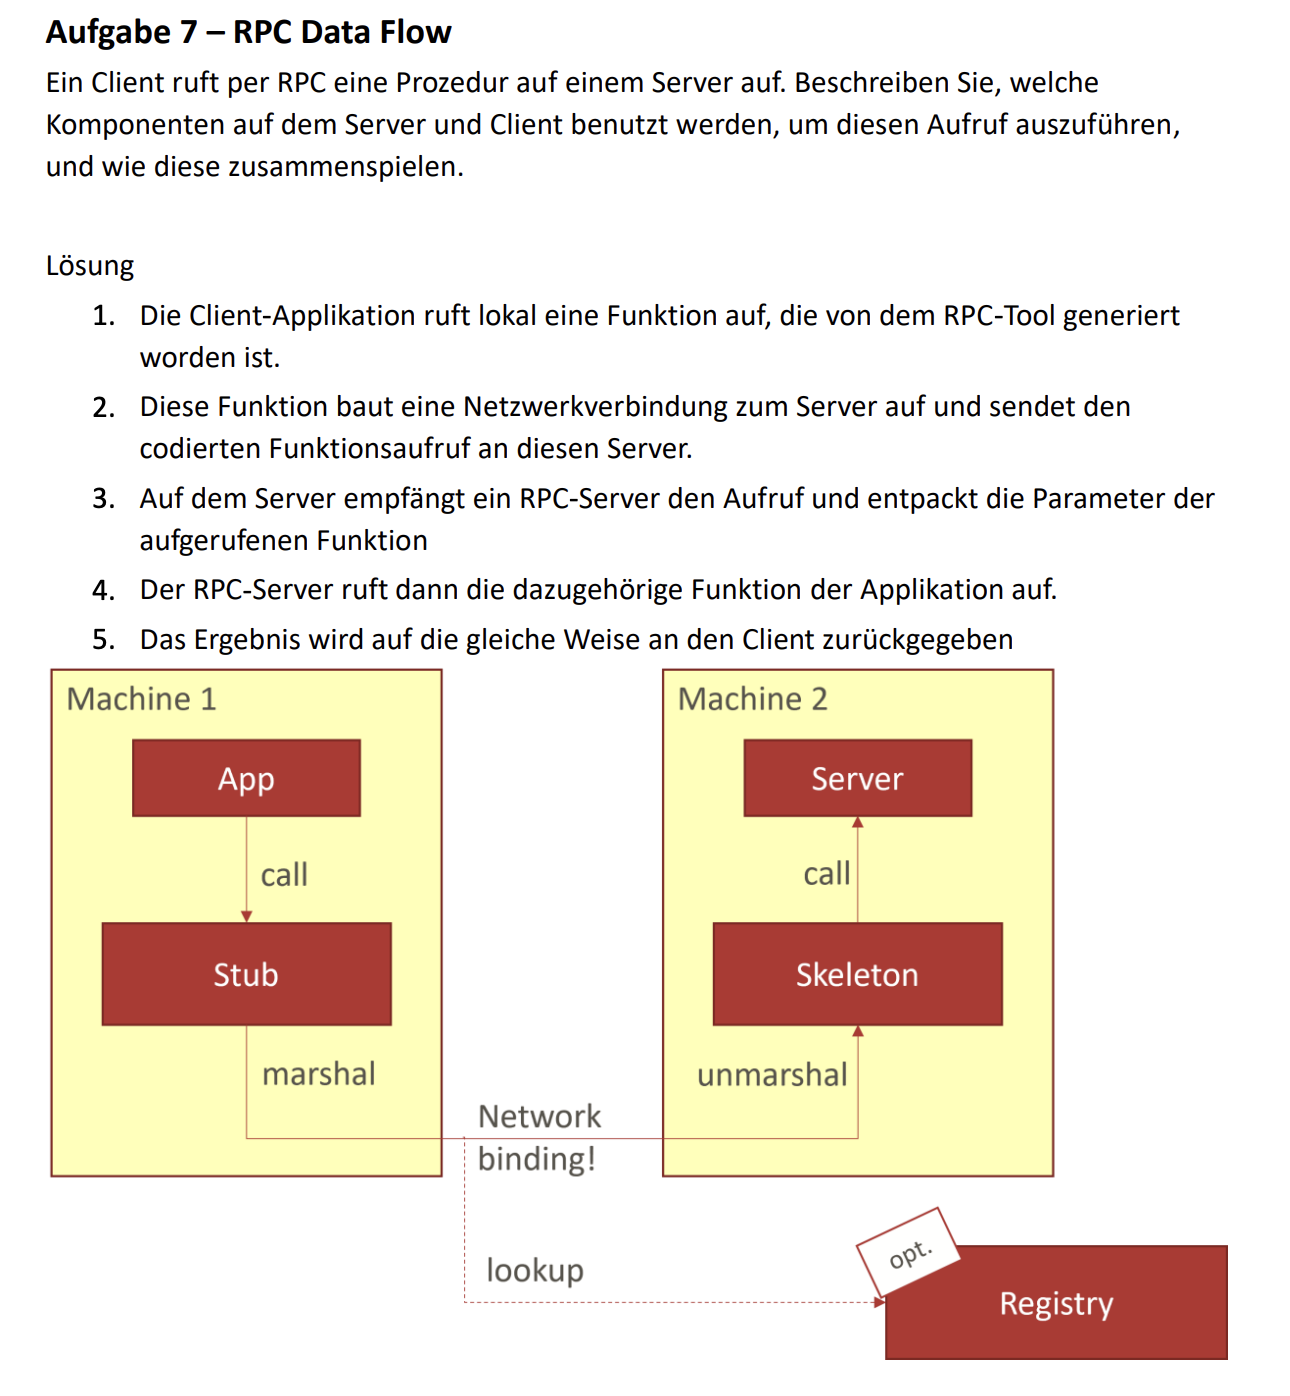 Aufgabe 7 – RPC Data Flow
Ein Client ruft per RPC eine Prozedur auf einem Server auf. Beschreiben Sie, welche
Komponenten auf dem Server und Client benutzt werden, um diesen Aufruf auszuführen,
und wie diese zusammenspielen.
Lösung
1. Die Client-Applikation ruft lokal eine Funktion auf, die von dem RPC-Tool generiert
worden ist.
2. Diese Funktion baut eine Netzwerkverbindung zum Server auf und sendet den
codierten Funktionsaufruf an diesen Server.
3. Auf dem Server empfängt ein RPC-Server den Aufruf und entpackt die Parameter der
aufgerufenen Funktion
4. Der RPC-Server ruft dann die dazugehörige Funktion der Applikation auf.
5. Das Ergebnis wird auf die gleiche Weise an den Client zurückgegeben
Machine 1
App
call
Stub
marshal
Network
binding!
lookup
Machine 2
Server
call
Skeleton
unmarshal
opt.
Registry